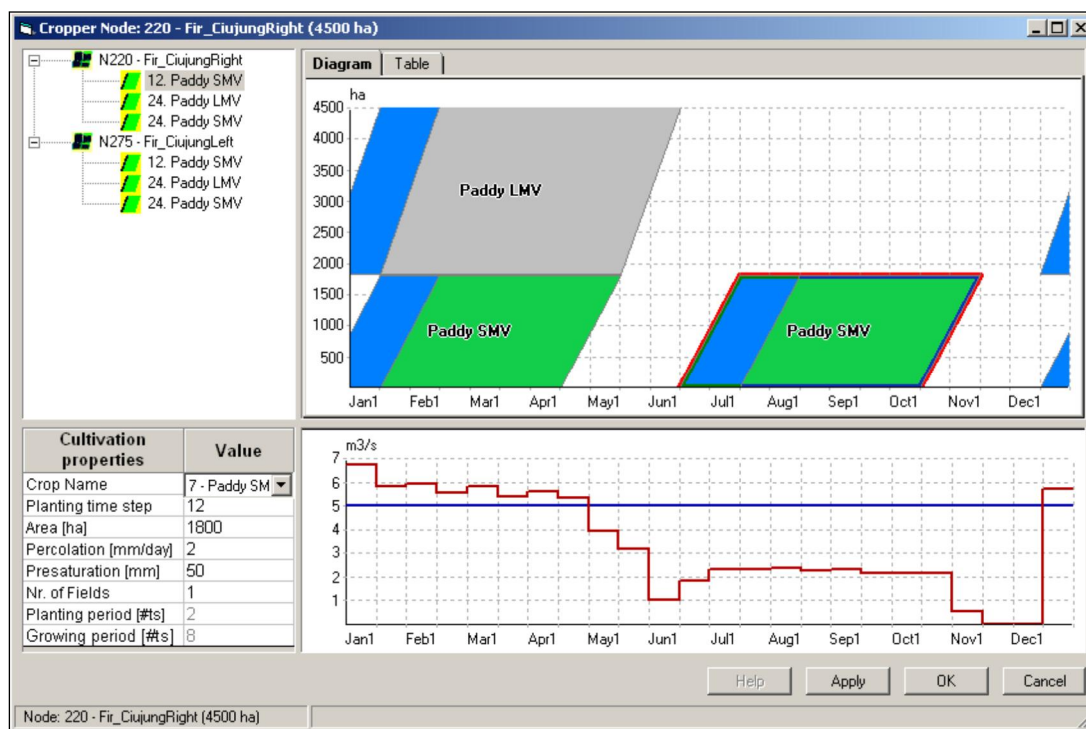 Cropper Node: 220 - Fir_CiujungRight (4500 ha)
N220 - Fir_CiujungRight
12. Paddy SMV
24. Paddy LMV
24. Paddy SMV
N275 - Fir_CiujungLeft
12. Paddy SMV
24. Paddy LMV
24. Paddy SMV
Diagram Table
ha
4500
4000
3500
3000
2500
2000
1500
1000
500
Paddy LMV
Paddy SMV
Paddy SMV
Jan1 Feb1 Mar1 Apr1 May1 Jun1 Jul1 Aug1 Sep1 Oct1 Nov1 Dec1
Cultivation properties Value
Crop Name 7 - Paddy SM
Planting time step 12
Area [ha] 1800
Percolation [mm/day] 2
Presaturation [mm] 50
Nr. of Fields 1
Planting period [#ts] 2
Growing period [#ts] 8
m3/s
7
6
5
4
3
2
1
Jan1 Feb1 Mar1 Apr1 May1 Jun1 Jul1 Aug1 Sep1 Oct1 Nov1 Dec1
Help Apply OK Cancel
Node: 220 - Fir_CiujungRight (4500 ha)